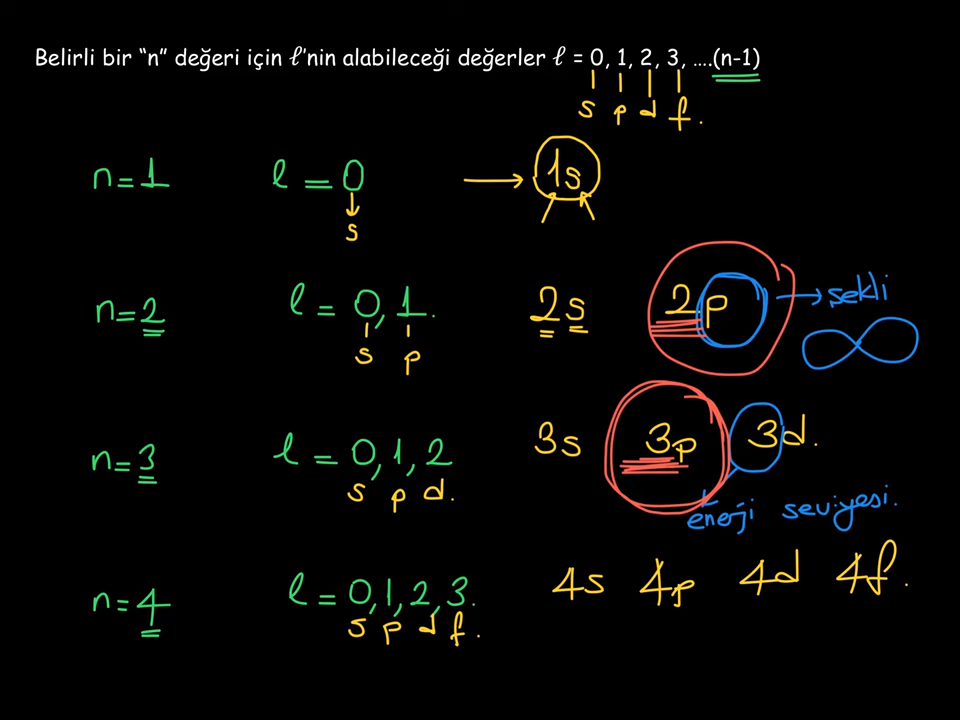 Belirli bir “n” değeri için ℓ’nin alabileceği değerler ℓ = 0, 1, 2, 3, ….(n-1)
s p d f.
n=1 l = 0 → 1s
s
n=2 l = 0, 1. 2s 2p → şekli
s p
n=3 l = 0, 1, 2 3s 3p 3d.
s p d.
enerji seviyesi.
n=4 l = 0, 1, 2, 3. 4s 4p 4d 4f.
s p d f.